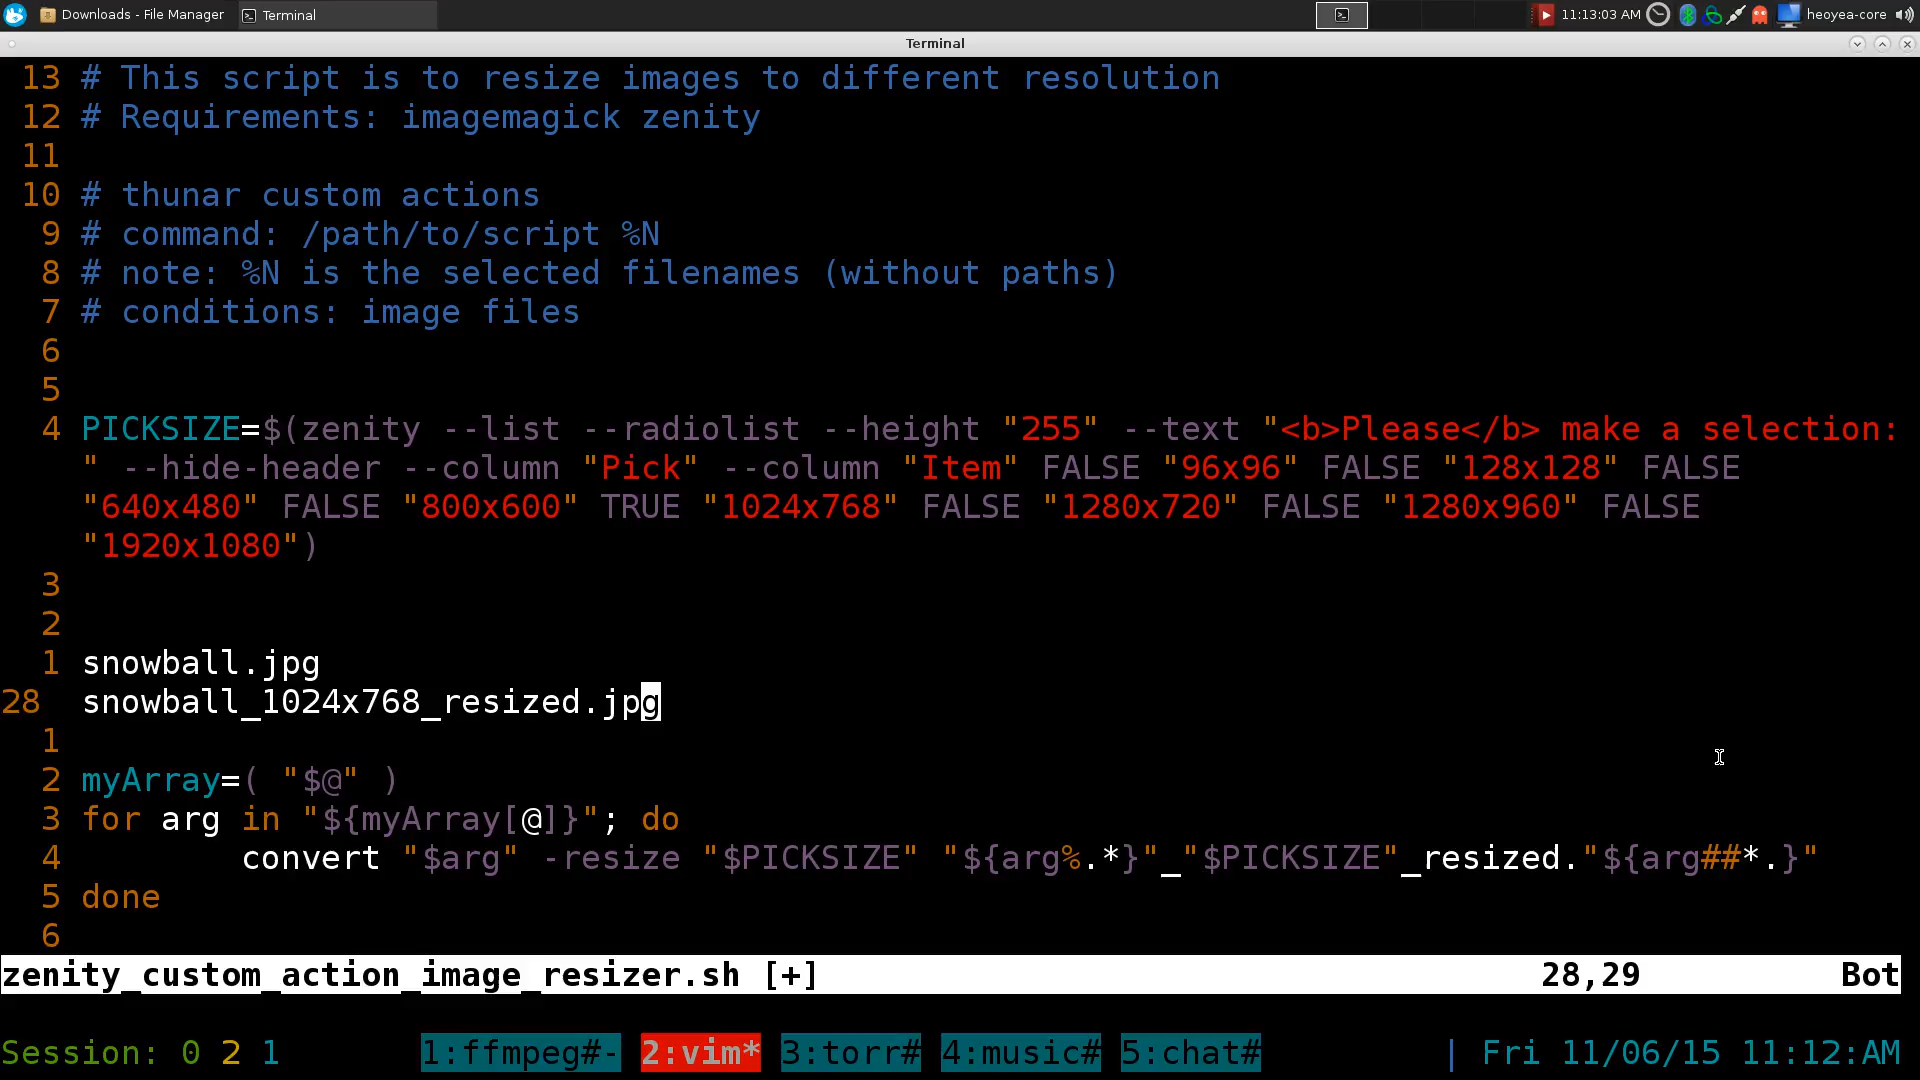 Downloads - File Manager Terminal 11:13:03 AM heoyea-core
Terminal
13 # This script is to resize images to different resolution
12 # Requirements: imagemagick zenity
11
10 # thunar custom actions
9 # command: /path/to/script %N
8 # note: %N is the selected filenames (without paths)
7 # conditions: image files
6
5
4 PICKSIZE=$(zenity --list --radiolist --height "255" --text "<b>Please</b> make a selection:
" --hide-header --column "Pick" --column "Item" FALSE "96x96" FALSE "128x128" FALSE
"640x480" FALSE "800x600" TRUE "1024x768" FALSE "1280x720" FALSE "1280x960" FALSE
"1920x1080")
3
2
1 snowball.jpg
28 snowball_1024x768_resized.jpg
1
2 myArray=( "$@" )
3 for arg in "${myArray[@]}"; do
4 convert "$arg" -resize "$PICKSIZE" "${arg%.*}"_"$PICKSIZE"_resized."${arg##*.}"
5 done
6
zenity_custom_action_image_resizer.sh [+] 28,29 Bot
Session: 0 2 1 1:ffmpeg#- 2:vim* 3:torr# 4:music# 5:chat# | Fri 11/06/15 11:12:AM